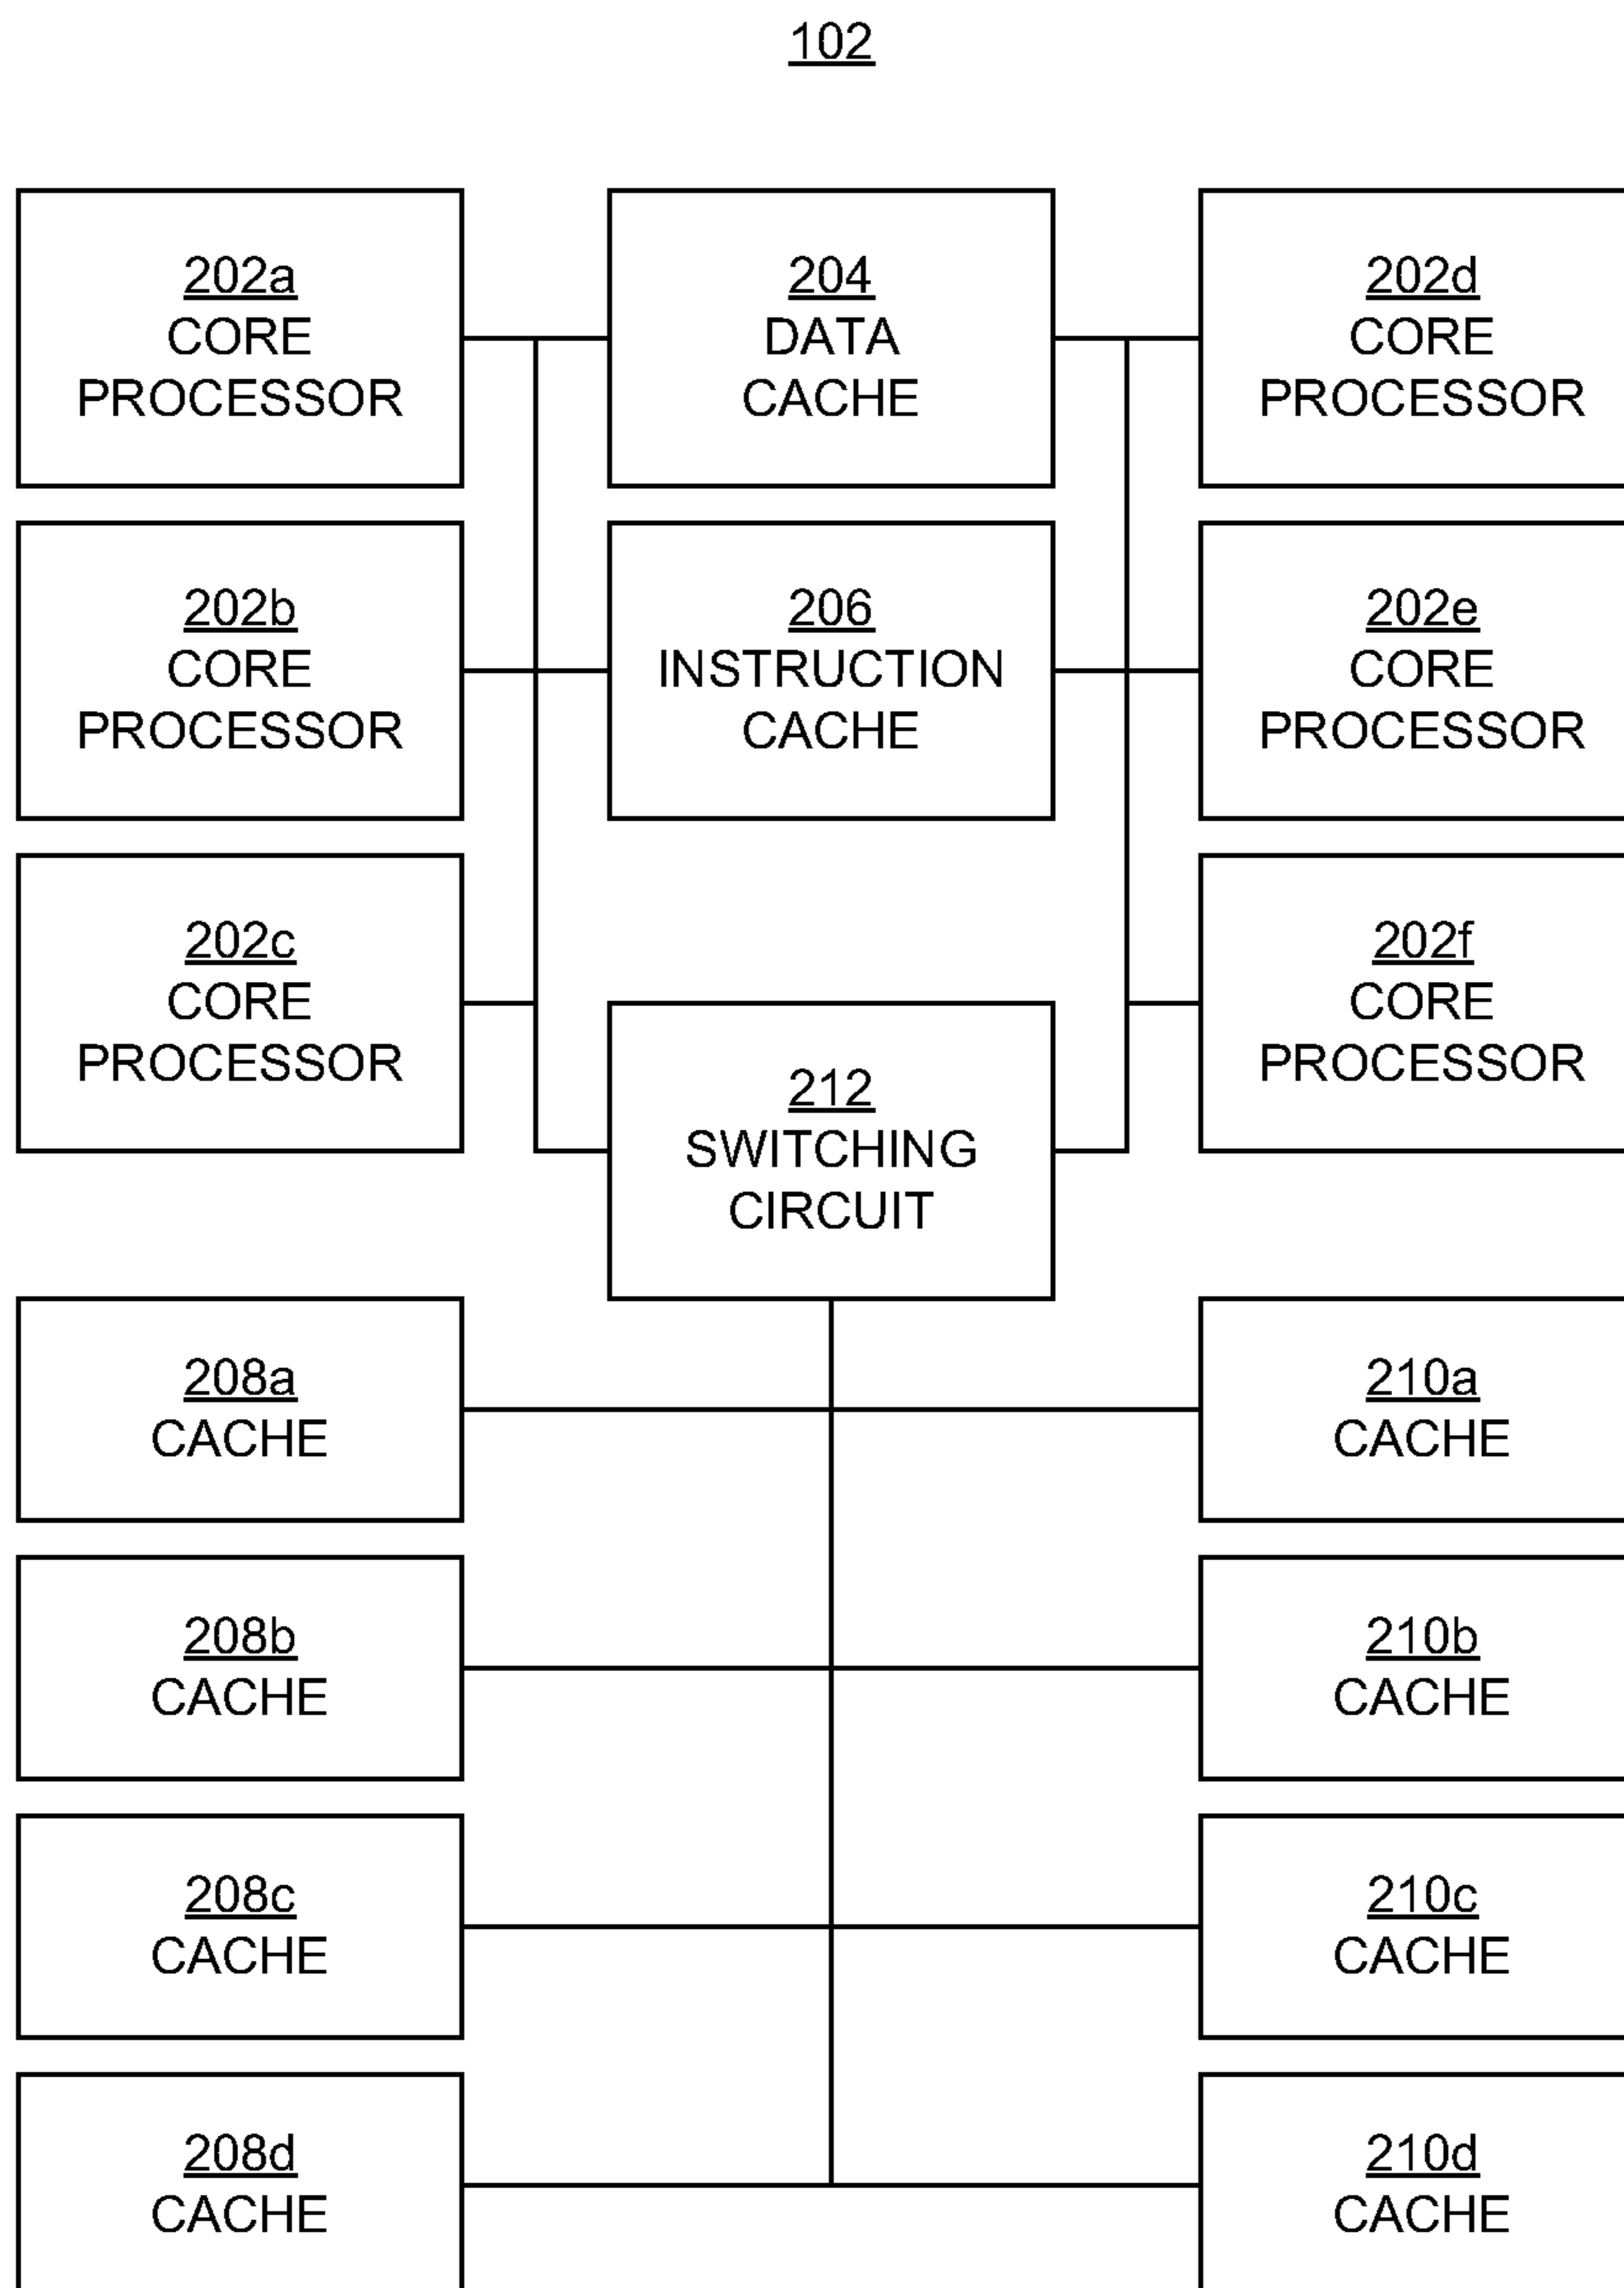 102
202a
CORE
PROCESSOR
204
DATA
CACHE
202d
CORE
PROCESSOR
202b
CORE
PROCESSOR
206
INSTRUCTION
CACHE
202e
CORE
PROCESSOR
202c
CORE
PROCESSOR
212
SWITCHING
CIRCUIT
202f
CORE
PROCESSOR
208a
CACHE
210a
CACHE
208b
CACHE
210b
CACHE
208c
CACHE
210c
CACHE
208d
CACHE
210d
CACHE